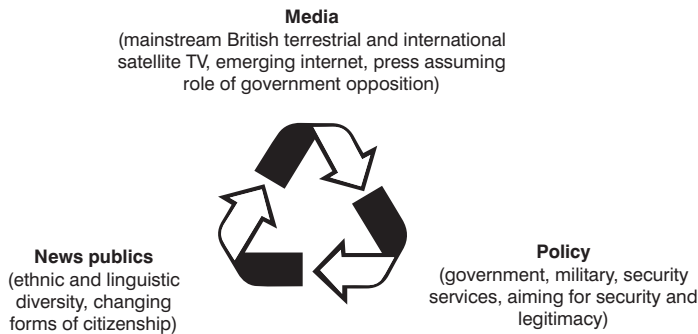 Media
(mainstream British terrestrial and international
satellite TV, emerging internet, press assuming
role of government opposition)
News publics
(ethnic and linguistic
diversity, changing
forms of citizenship)
Policy
(government, military, security
services, aiming for security and
legitimacy)